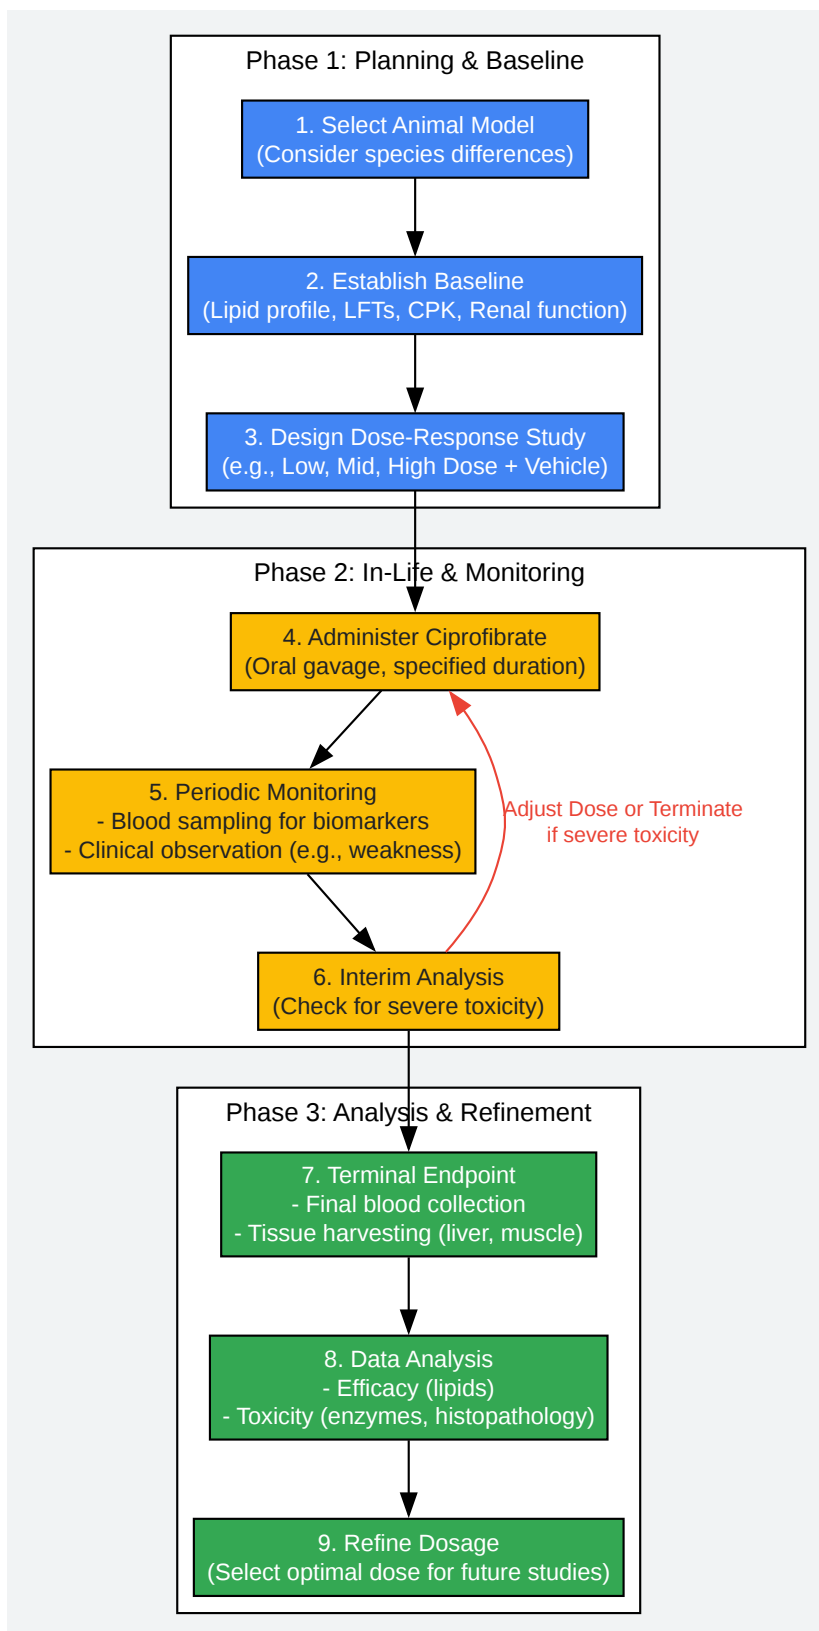 Phase 1: Planning & Baseline
1. Select Animal Model
(Consider species differences)
2. Establish Baseline
(Lipid profile, LFTs, CPK, Renal function)
3. Design Dose-Response Study
(e.g., Low, Mid, High Dose + Vehicle)
Phase 2: In-Life & Monitoring
4. Administer Ciprofibrate
(Oral gavage, specified duration)
5. Periodic Monitoring
- Blood sampling for biomarkers
- Clinical observation (e.g., weakness)
Adjust Dose or Terminate
if severe toxicity
6. Interim Analysis
(Check for severe toxicity)
Phase 3: Analysis & Refinement
7. Terminal Endpoint
- Final blood collection
- Tissue harvesting (liver, muscle)
8. Data Analysis
- Efficacy (lipids)
- Toxicity (enzymes, histopathology)
9. Refine Dosage
(Select optimal dose for future studies)